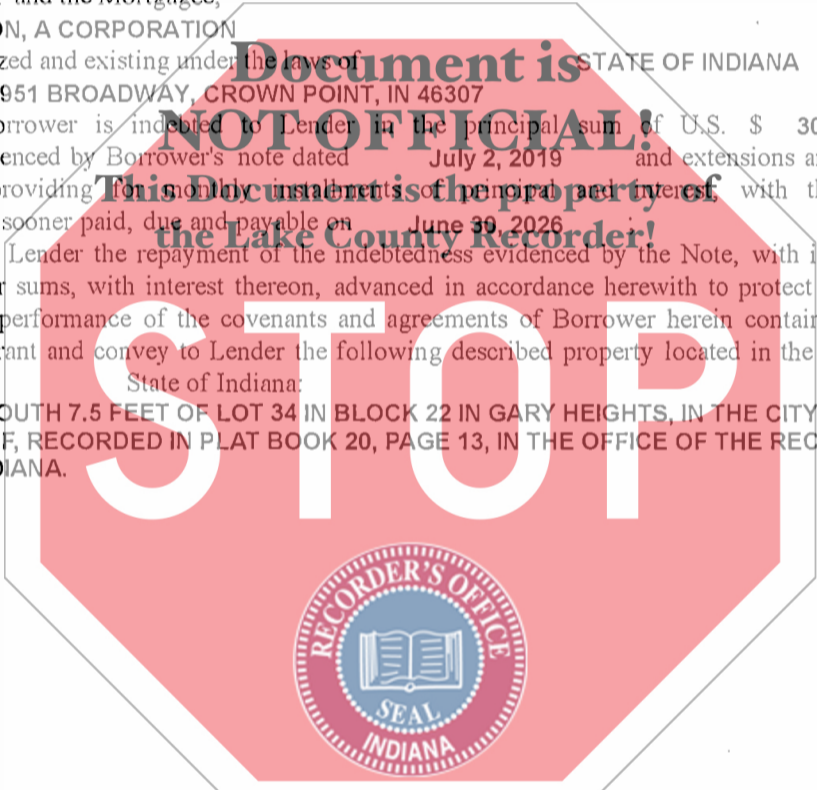 and the Mortgages,
N, A CORPORATION
zed and existing under the laws of STATE OF INDIANA
951 BROADWAY, CROWN POINT, IN 46307
orrower is indebted to Lender in the principal sum of U.S. $ 30
enced by Borrower's note dated July 2, 2019 and extensions a
roviding for monthly installments of principal and interest, with t
sooner paid, due and payable on June 30, 2026 ;
Lender the repayment of the indebtedness evidenced by the Note, with i
r sums, with interest thereon, advanced in accordance herewith to protect
performance of the covenants and agreements of Borrower herein contain
rant and convey to Lender the following described property located in the
State of Indiana:
OUTH 7.5 FEET OF LOT 34 IN BLOCK 22 IN GARY HEIGHTS, IN THE CITY
F, RECORDED IN PLAT BOOK 20, PAGE 13, IN THE OFFICE OF THE REC
DIANA.
Document is
NOT OFFICIAL!
This Document is the property of
the Lake County Recorder!
STOP
RECORDER'S OFFICE
SEAL
INDIANA